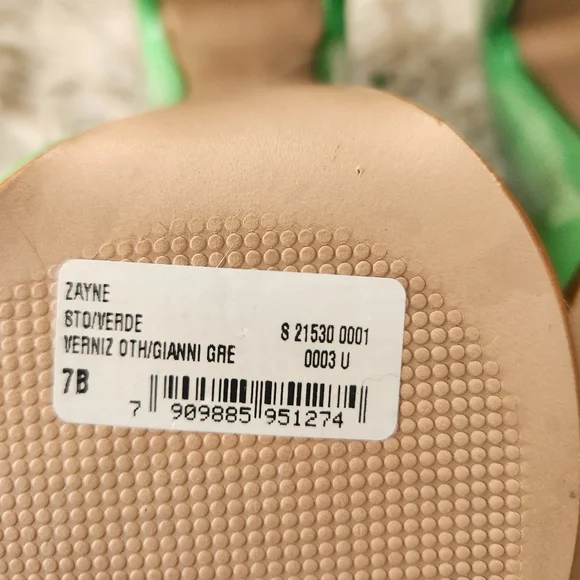 ZAYNE
STO/VERDE
VERNIZ OTH/GIANNI GRE
S 21530 0001
0003 U
7B
7 909885 951274